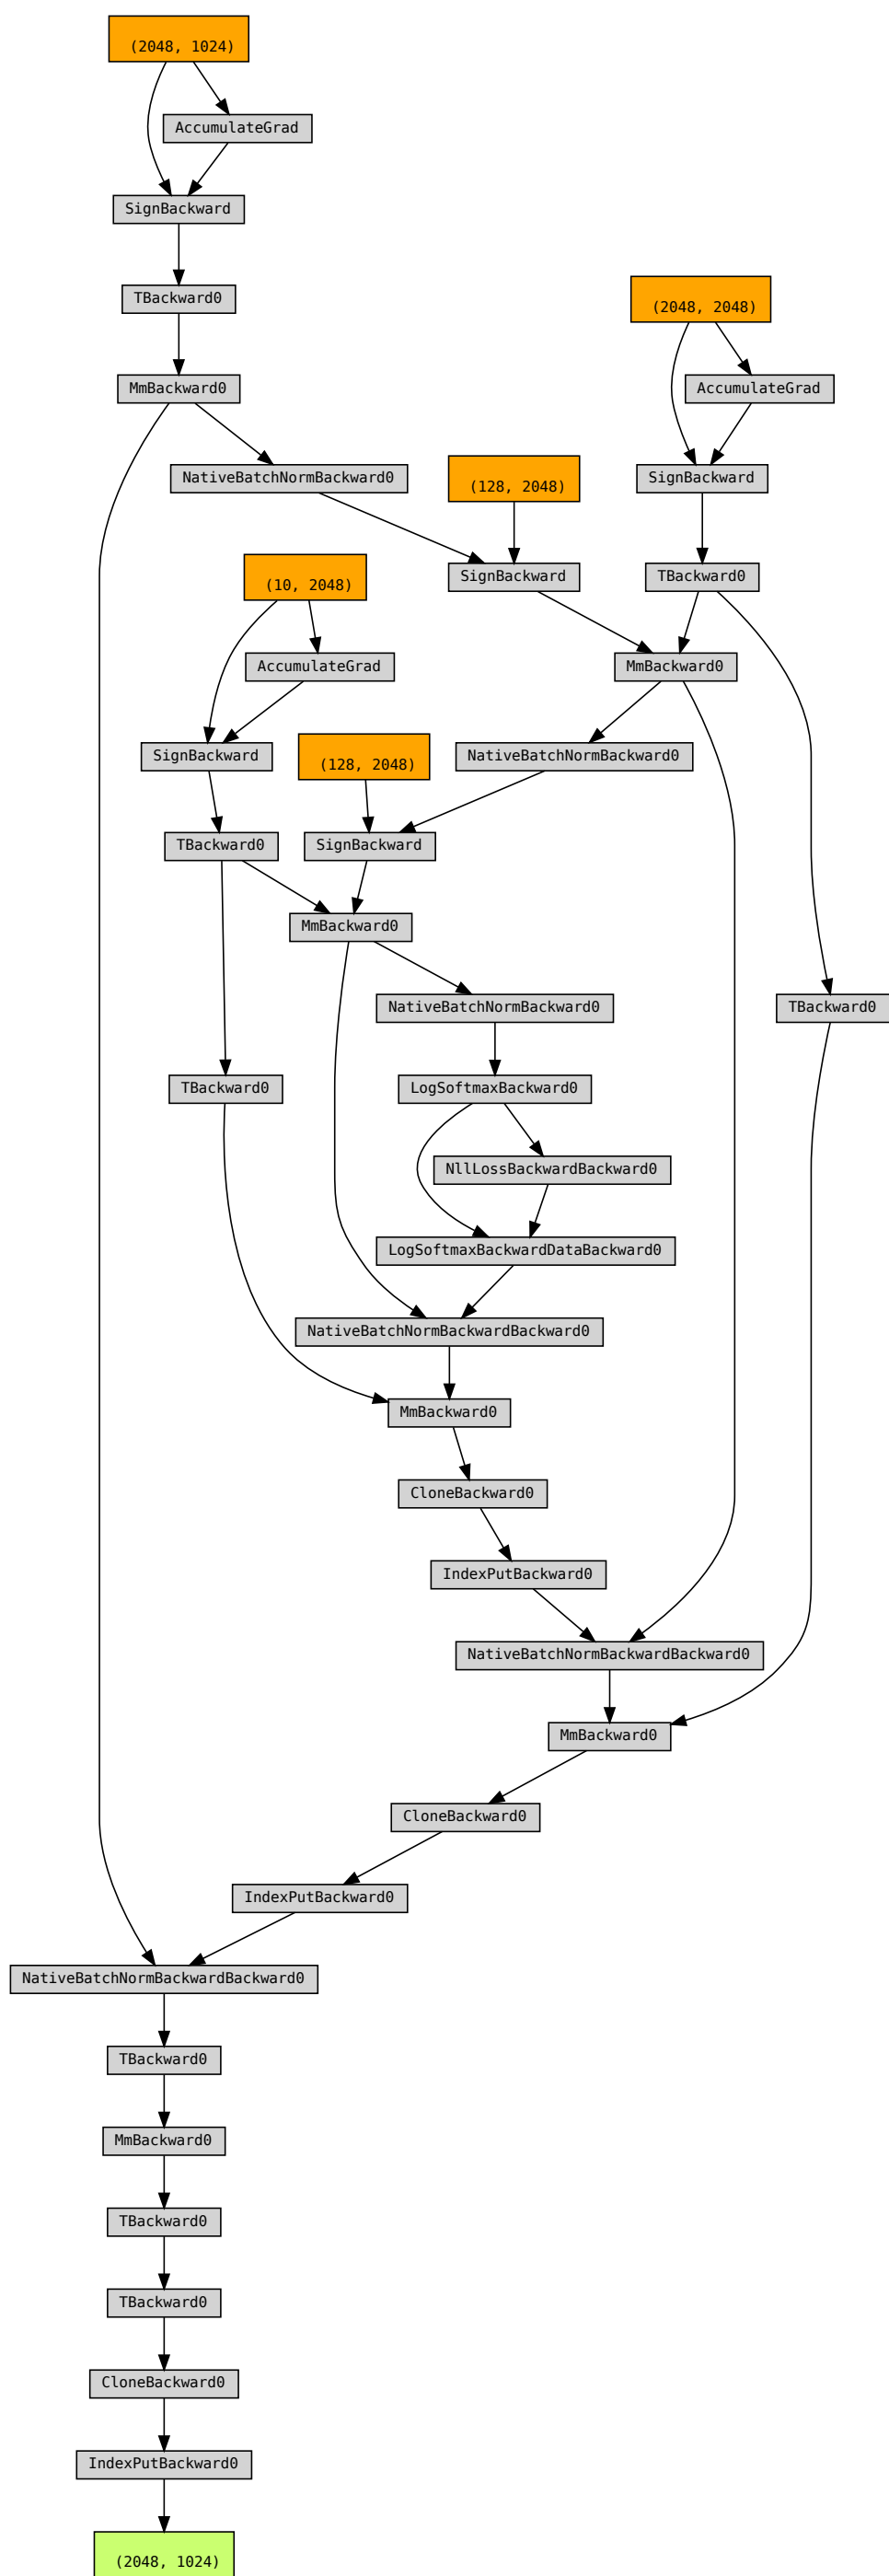 (2048, 1024)
AccumulateGrad
SignBackward
TBackward0
(2048, 2048)
MmBackward0
AccumulateGrad
NativeBatchNormBackward0
(128, 2048)
SignBackward
(10, 2048)
SignBackward
TBackward0
AccumulateGrad
MmBackward0
SignBackward
(128, 2048)
NativeBatchNormBackward0
TBackward0
SignBackward
MmBackward0
NativeBatchNormBackward0
TBackward0
TBackward0
LogSoftmaxBackward0
NllLossBackwardBackward0
LogSoftmaxBackwardDataBackward0
NativeBatchNormBackwardBackward0
MmBackward0
CloneBackward0
IndexPutBackward0
NativeBatchNormBackwardBackward0
MmBackward0
CloneBackward0
IndexPutBackward0
NativeBatchNormBackwardBackward0
TBackward0
MmBackward0
TBackward0
TBackward0
CloneBackward0
IndexPutBackward0
(2048, 1024)